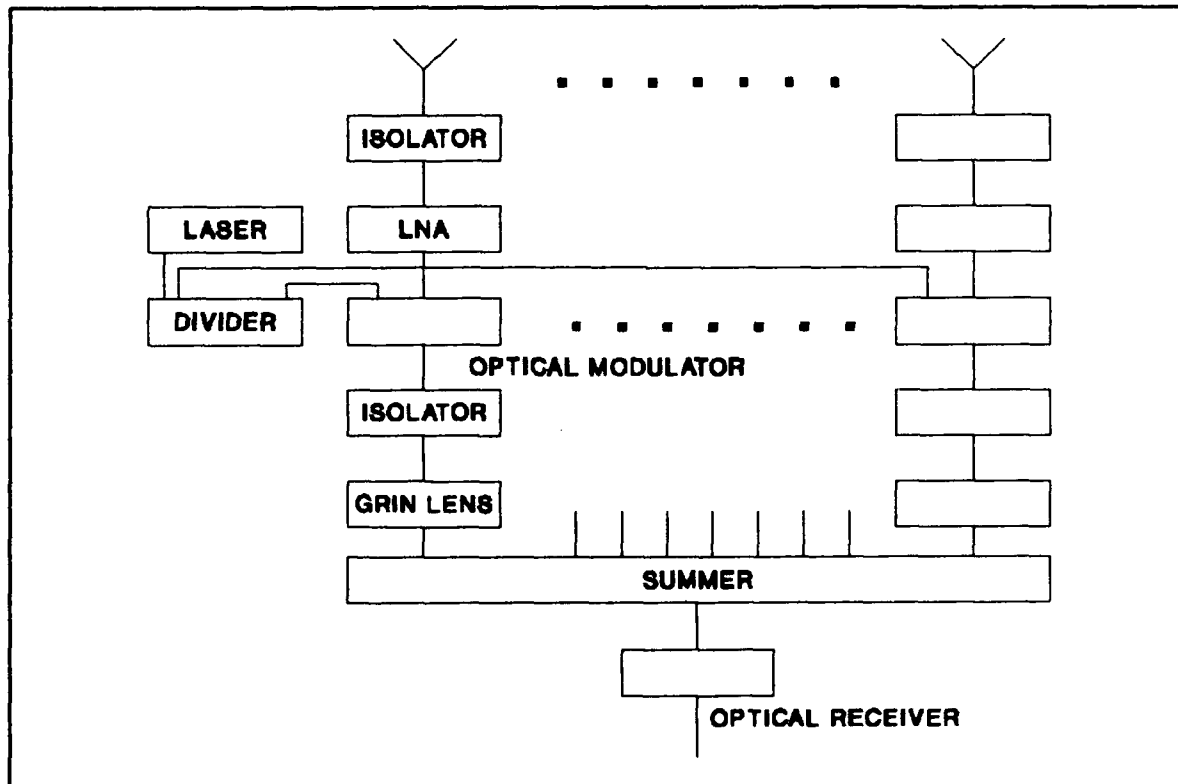 ISOLATOR
LASER
LNA
DIVIDER
OPTICAL MODULATOR
ISOLATOR
GRIN LENS
SUMMER
OPTICAL RECEIVER